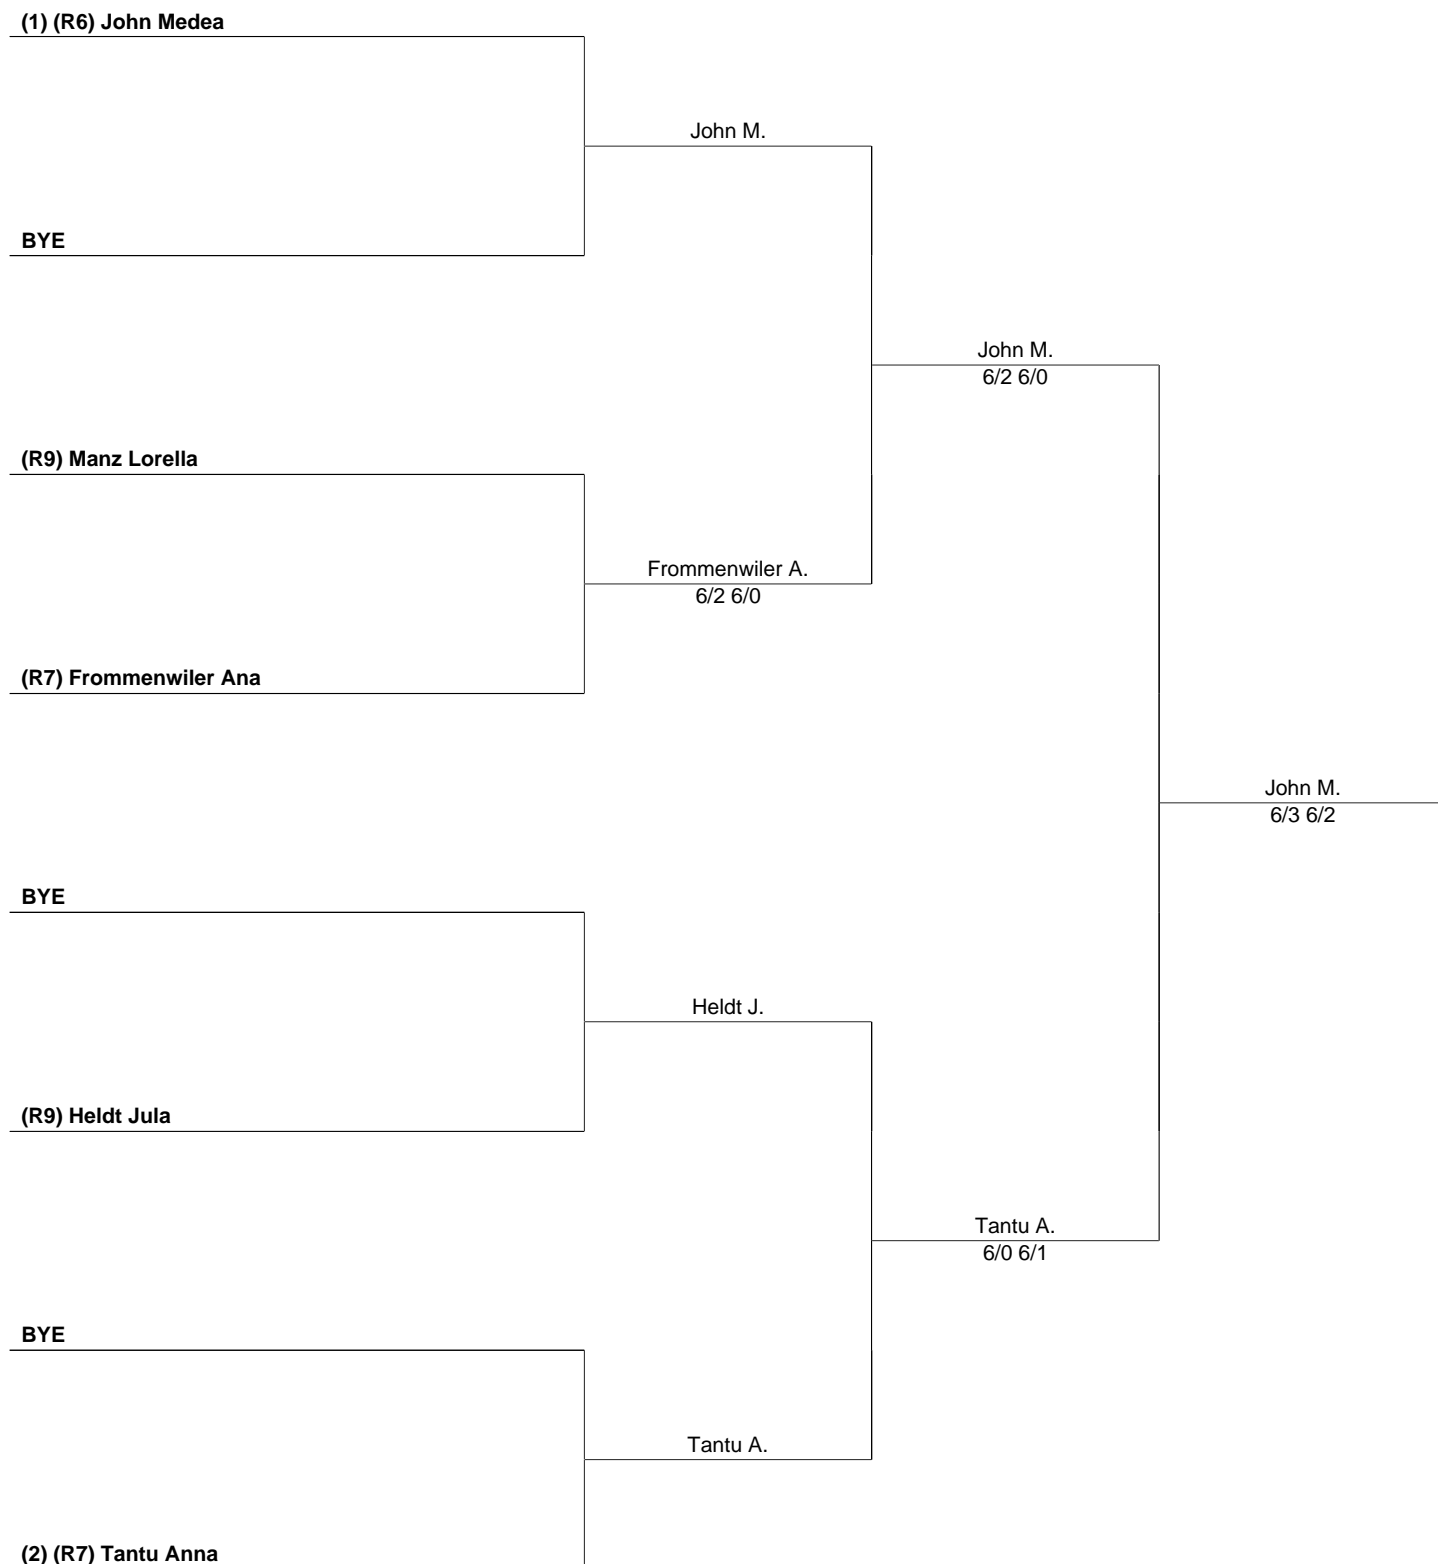 (1) (R6) John Medea
John M.
BYE
John M.
6/2 6/0
(R9) Manz Lorella
Frommenwiler A.
6/2 6/0
(R7) Frommenwiler Ana
John M.
6/3 6/2
BYE
Heldt J.
(R9) Heldt Jula
Tantu A.
6/0 6/1
BYE
Tantu A.
(2) (R7) Tantu Anna